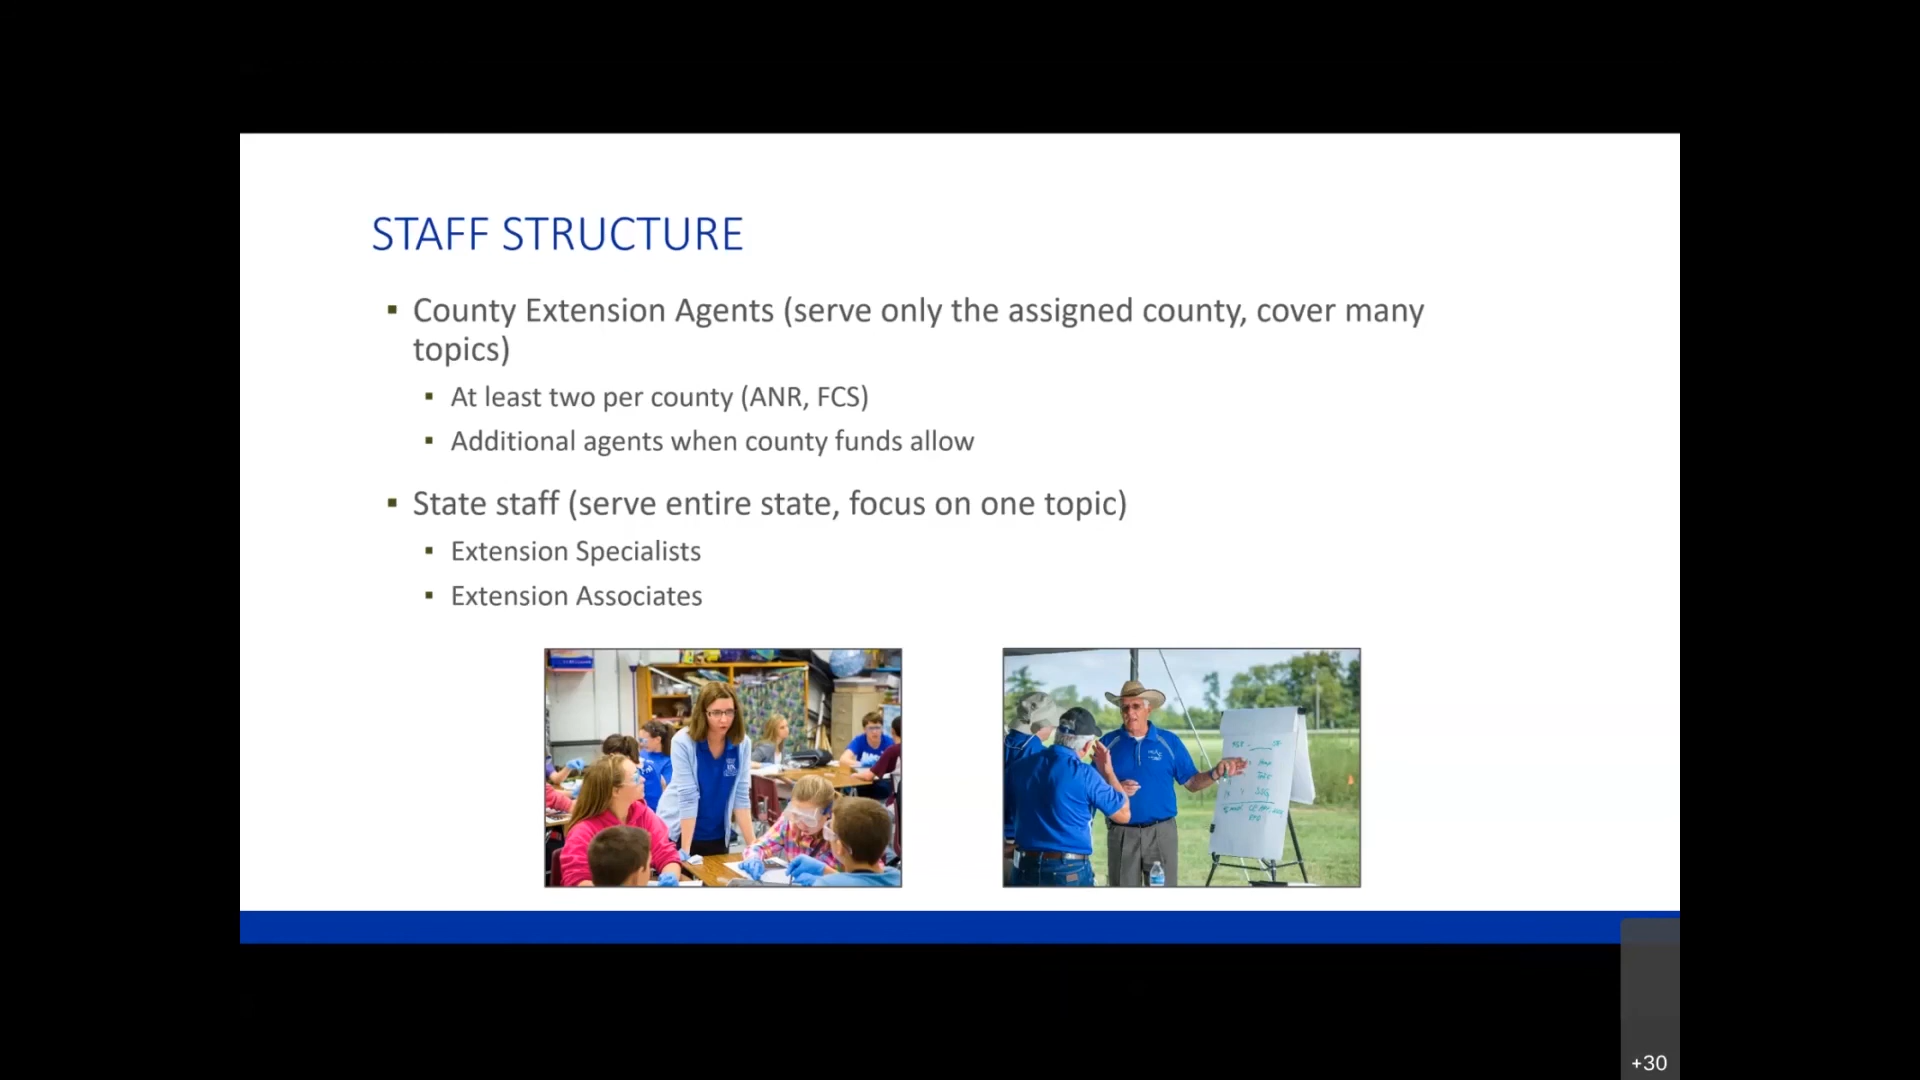 STAFF STRUCTURE
▪ County Extension Agents (serve only the assigned county, cover many
topics)
▪ At least two per county (ANR, FCS)
▪ Additional agents when county funds allow
▪ State staff (serve entire state, focus on one topic)
▪ Extension Specialists
▪ Extension Associates
+30